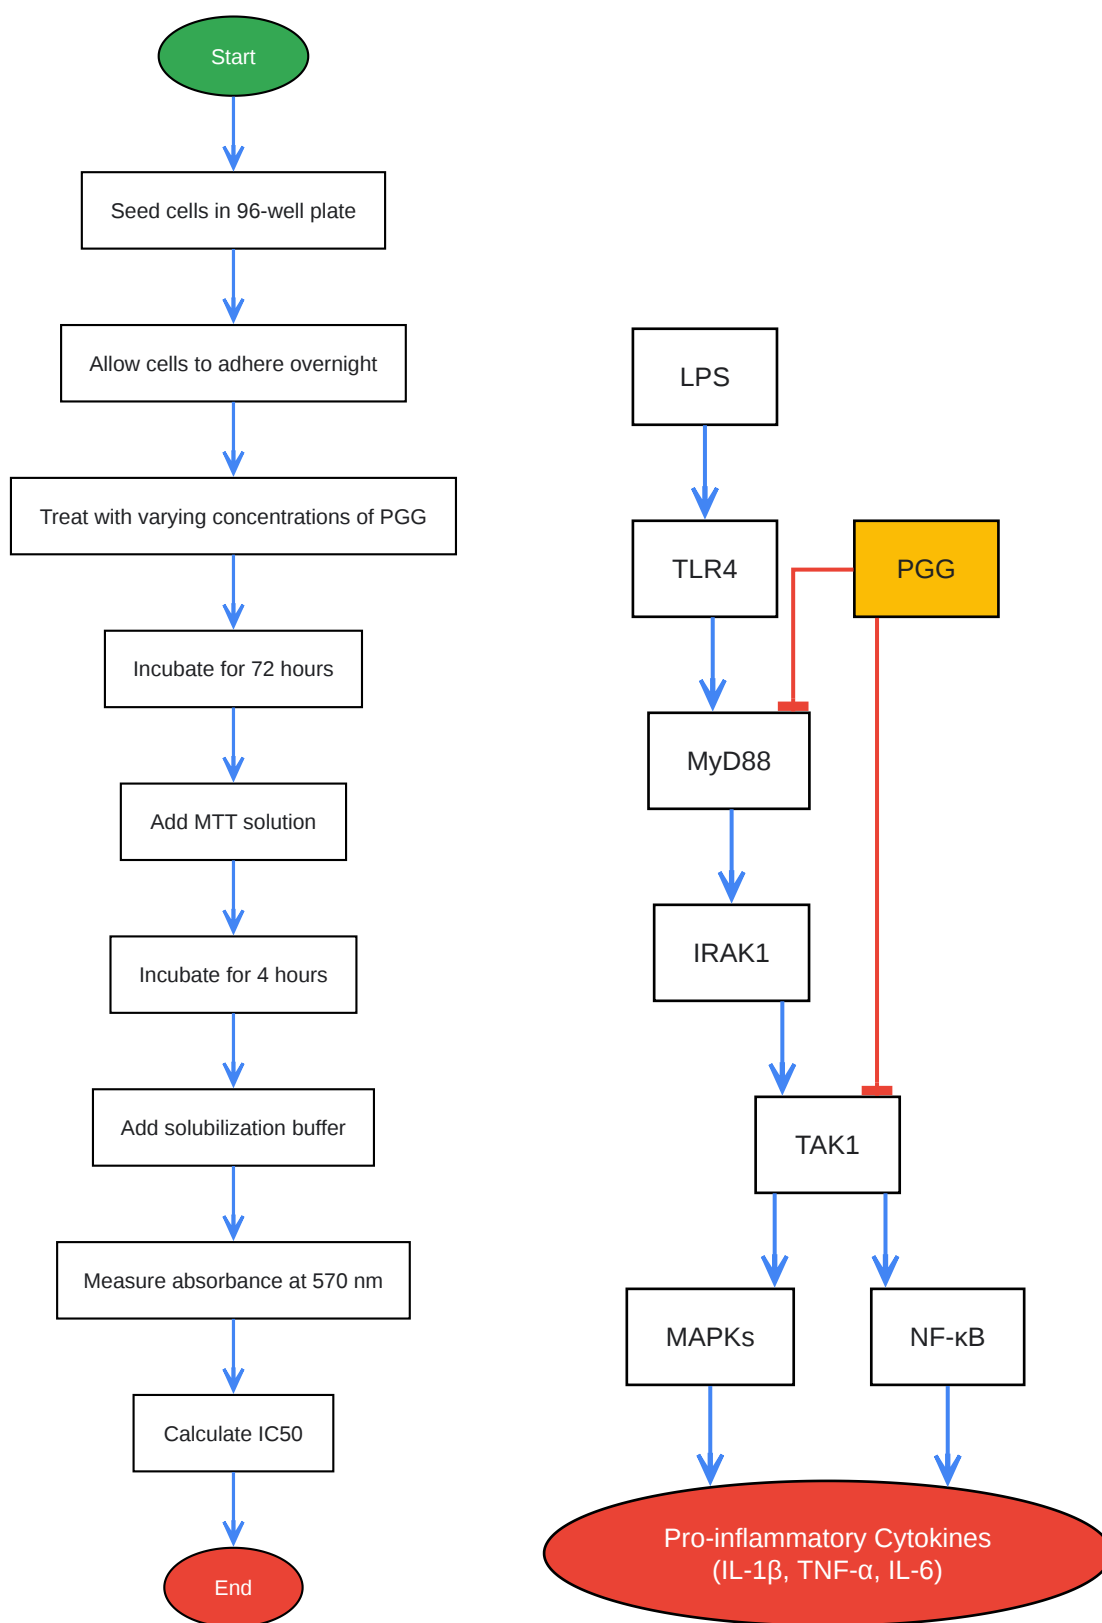 Start
Seed cells in 96-well plate
Allow cells to adhere overnight
Treat with varying concentrations of PGG
Incubate for 72 hours
Add MTT solution
Incubate for 4 hours
Add solubilization buffer
Measure absorbance at 570 nm
Calculate IC50
End
LPS
TLR4
PGG
MyD88
IRAK1
TAK1
MAPKs
NF-κB
Pro-inflammatory Cytokines
(IL-1β, TNF-α, IL-6)